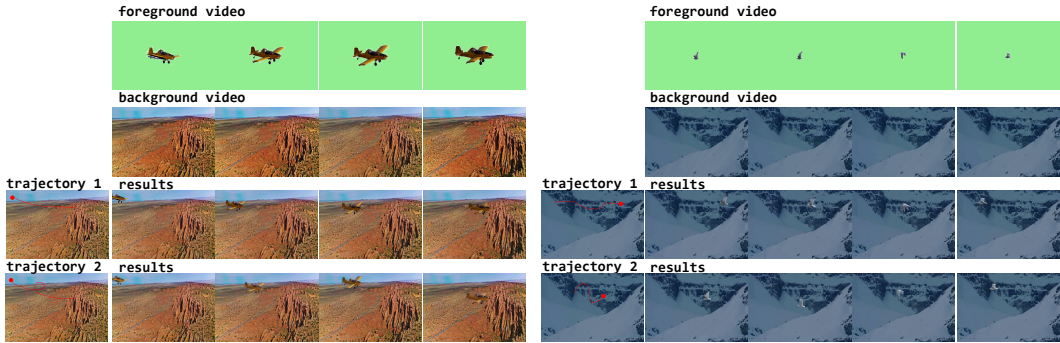 foreground video
background video
trajectory 1 results
trajectory 2 results
foreground video
background video
trajectory 1 results
trajectory 2 results